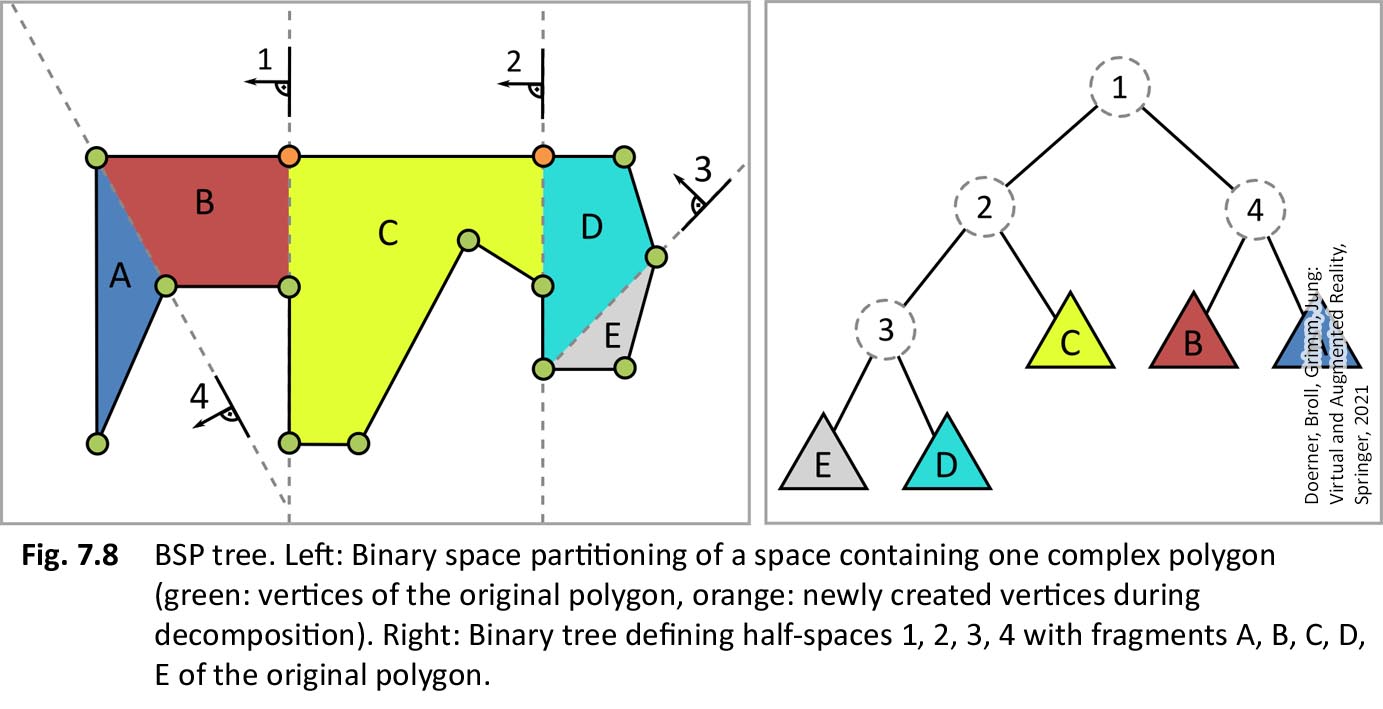 1
2
3
B
C
D
A
E
4
1
2
4
3
C
B
E
D
Doerner, Broll, Grimm, Jung:
Virtual and Augmented Reality,
Springer, 2021
Fig. 7.8 BSP tree. Left: Binary space partitioning of a space containing one complex polygon
(green: vertices of the original polygon, orange: newly created vertices during
decomposition). Right: Binary tree defining half-spaces 1, 2, 3, 4 with fragments A, B, C, D,
E of the original polygon.